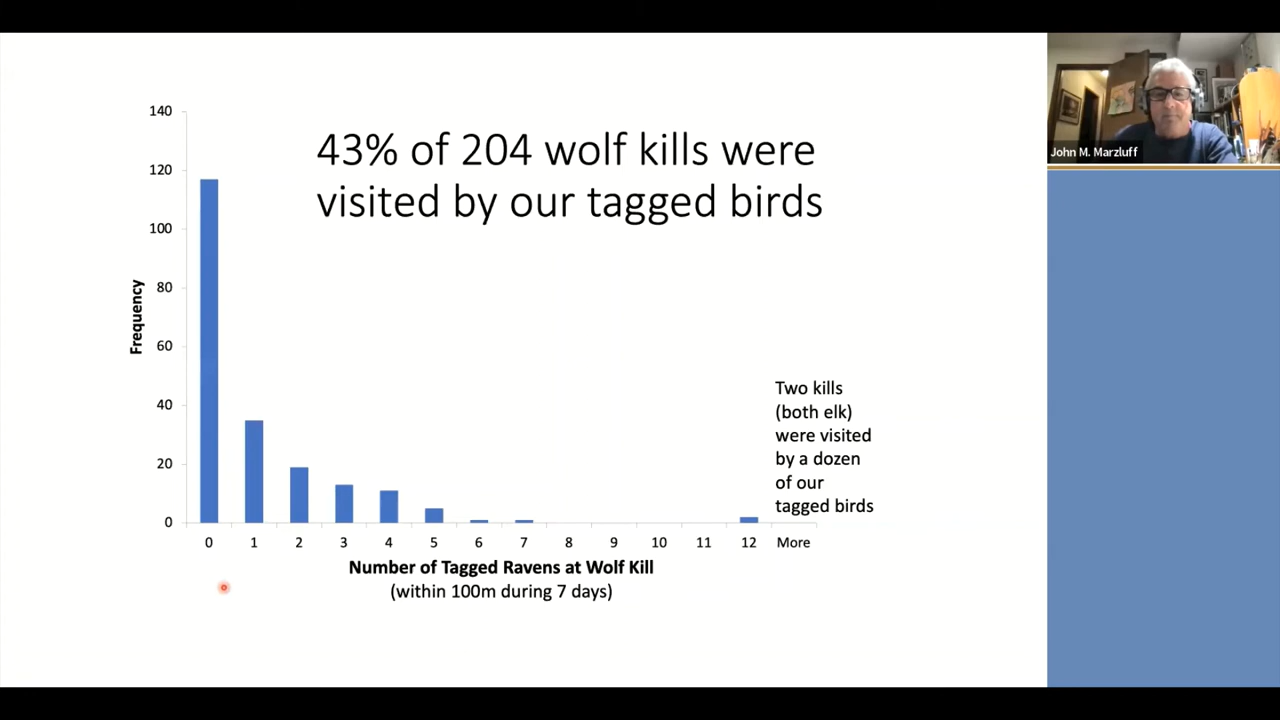 43% of 204 wolf kills were
visited by our tagged birds
140
120
100
80
60
40
20
0
Frequency
0 1 2 3 4 5 6 7 8 9 10 11 12 More
Number of Tagged Ravens at Wolf Kill
(within 100m during 7 days)
Two kills
(both elk)
were visited
by a dozen
of our
tagged birds
John M. Marzluff